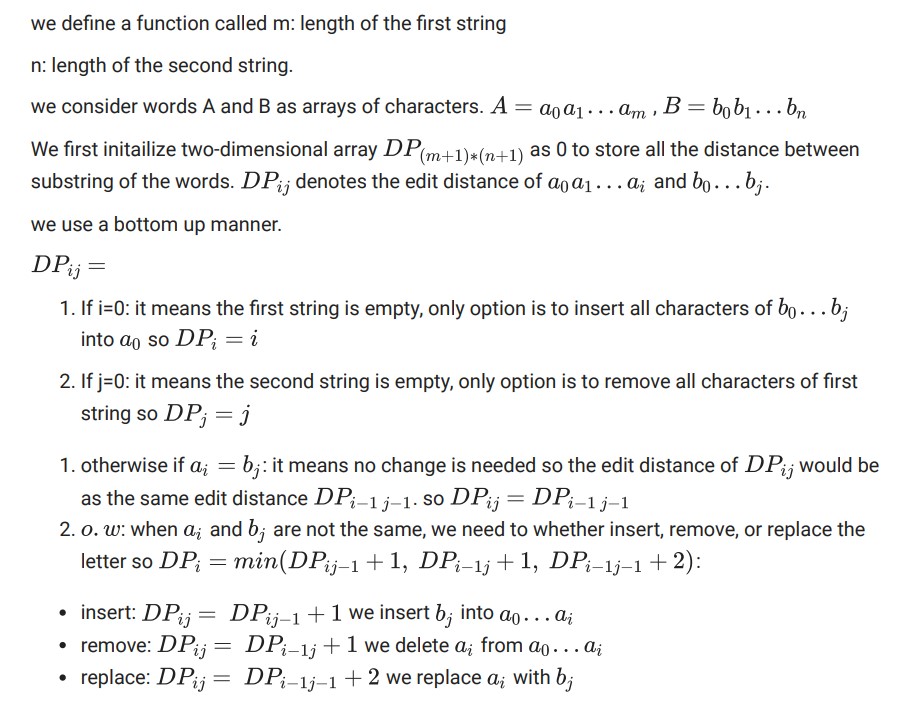 we define a function called m: length of the first string
n: length of the second string.
we consider words A and B as arrays of characters. $A = a_0 a_1 \ldots a_m$ , $B = b_0 b_1 \ldots b_n$
We first initailize two-dimensional array $DP_{(m+1)*(n+1)}$ as 0 to store all the distance between
substring of the words. $DP_{ij}$ denotes the edit distance of $a_0 a_1 \ldots a_i$ and $b_0 \ldots b_j$.
we use a bottom up manner.
$DP_{ij} =$
1. If i=0: it means the first string is empty, only option is to insert all characters of $b_0 \ldots b_j$
into $a_0$ so $DP_i = i$
2. If j=0: it means the second string is empty, only option is to remove all characters of first
string so $DP_j = j$
1. otherwise if $a_i = b_j$: it means no change is needed so the edit distance of $DP_{ij}$ would be
as the same edit distance $DP_{i-1\,j-1}$. so $DP_{ij} = DP_{i-1\,j-1}$
2. $o.w$: when $a_i$ and $b_j$ are not the same, we need to whether insert, remove, or replace the
letter so $DP_i = min(DP_{ij-1} + 1,\ DP_{i-1j} + 1,\ DP_{i-1j-1} + 2)$:
• insert: $DP_{ij} = \ DP_{ij-1} + 1$ we insert $b_j$ into $a_0 \ldots a_i$
• remove: $DP_{ij} = \ DP_{i-1j} + 1$ we delete $a_i$ from $a_0 \ldots a_i$
• replace: $DP_{ij} = \ DP_{i-1j-1} + 2$ we replace $a_i$ with $b_j$